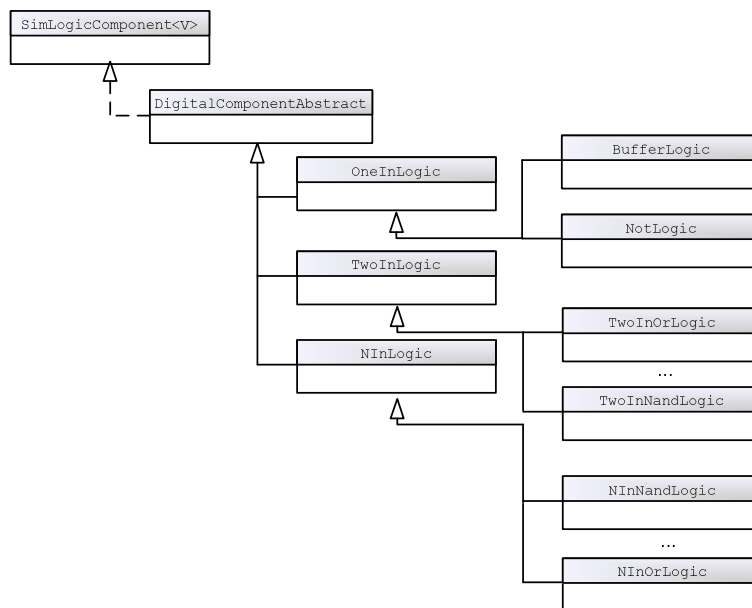 SimLogicComponent<V>
DigitalComponentAbstract
OneInLogic
BufferLogic
NotLogic
TwoInLogic
TwoInOrLogic
...
TwoInNandLogic
NInLogic
NInNandLogic
...
NInOrLogic